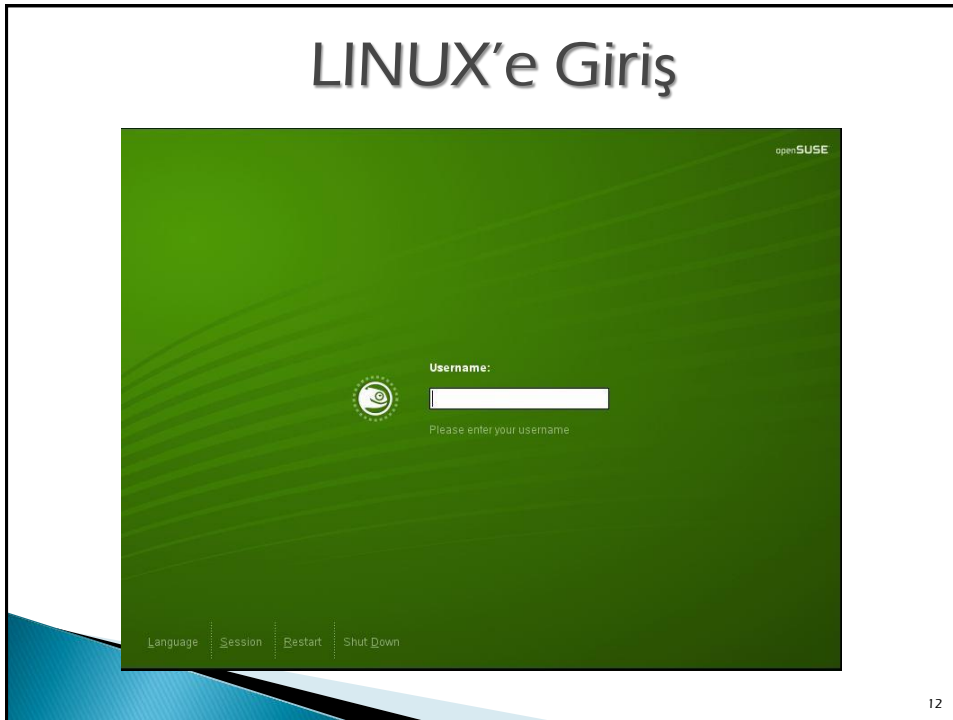 LINUX’e Giriş
openSUSE
Username:
Please enter your username
Language Session Restart Shut Down
12